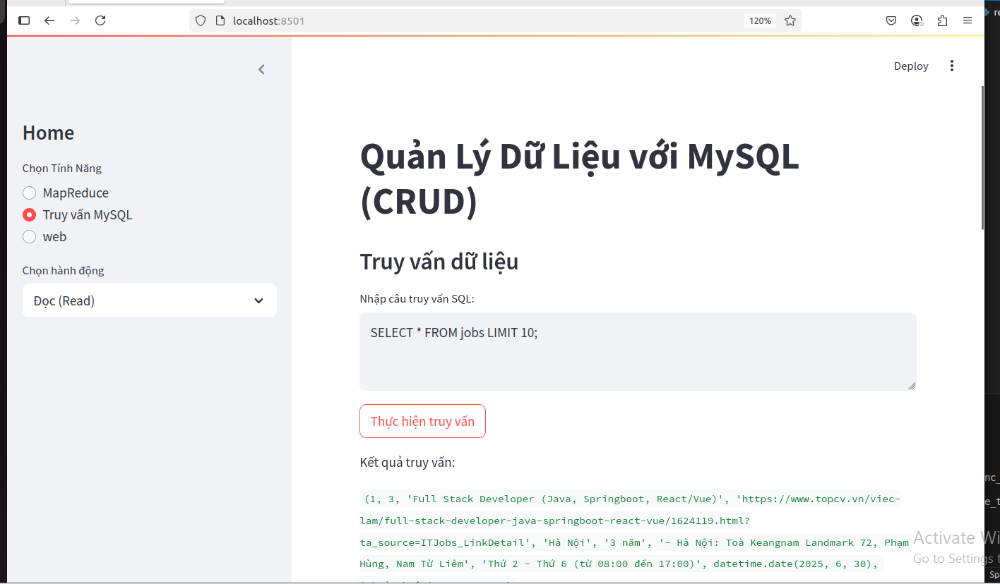 localhost:8501
120%
Deploy
Home
Chọn Tính Năng
MapReduce
Truy vấn MySQL
web
Chọn hành động
Đọc (Read)
Quản Lý Dữ Liệu với MySQL
(CRUD)
Truy vấn dữ liệu
Nhập câu truy vấn SQL:
SELECT * FROM jobs LIMIT 10;
Thực hiện truy vấn
Kết quả truy vấn:
(1, 3, 'Full Stack Developer (Java, Springboot, React/Vue)', 'https://www.topcv.vn/viec-
lam/full-stack-developer-java-springboot-react-vue/1624119.html?
ta_source=ITJobs_LinkDetail', 'Hà Nội', '3 năm', '- Hà Nội: Toà Keangnam Landmark 72, Phạm
Hùng, Nam Từ Liêm', 'Thứ 2 - Thứ 6 (từ 08:00 đến 17:00)', datetime.date(2025, 6, 30),
Activate Wi
Go to Settings t
re
nc_
e_t
Spa